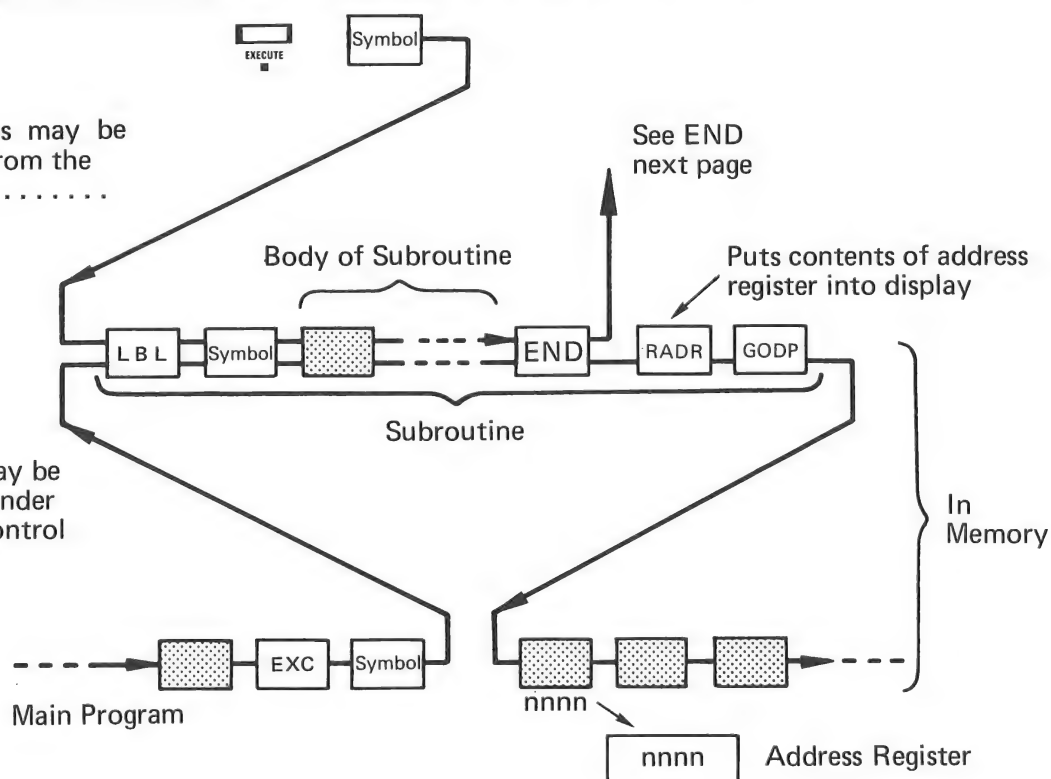 Symbol
EXECUTE
s may be
rom the
.......
See END
next page
Body of Subroutine
Puts contents of address
register into display
LBL
Symbol
END
RADR
GODP
Subroutine
ay be
nder
ontrol
In
Memory
EXC
Symbol
Main Program
nnnn
nnnn
Address Register